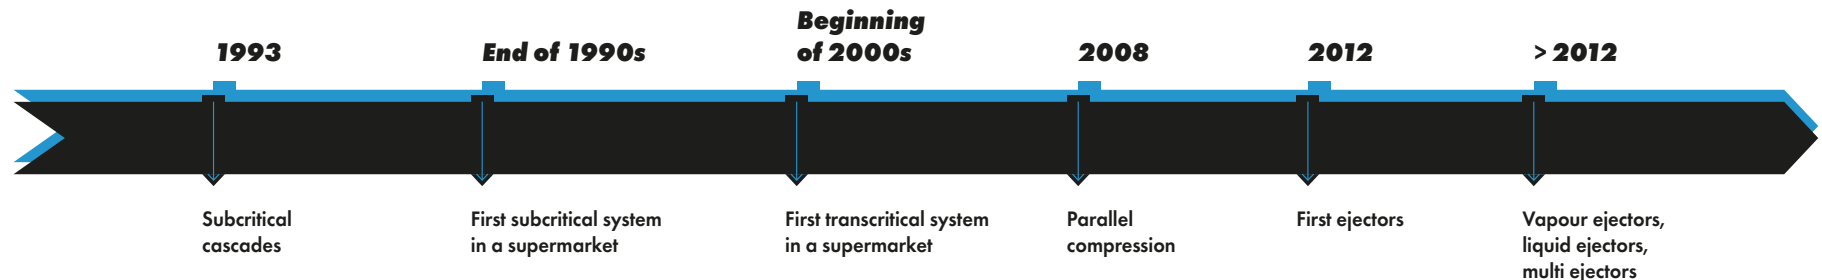 1993
End of 1990s
Beginning
of 2000s
2008
2012
> 2012
Subcritical
cascades
First subcritical system
in a supermarket
First transcritical system
in a supermarket
Parallel
compression
First ejectors
Vapour ejectors,
liquid ejectors,
multi ejectors